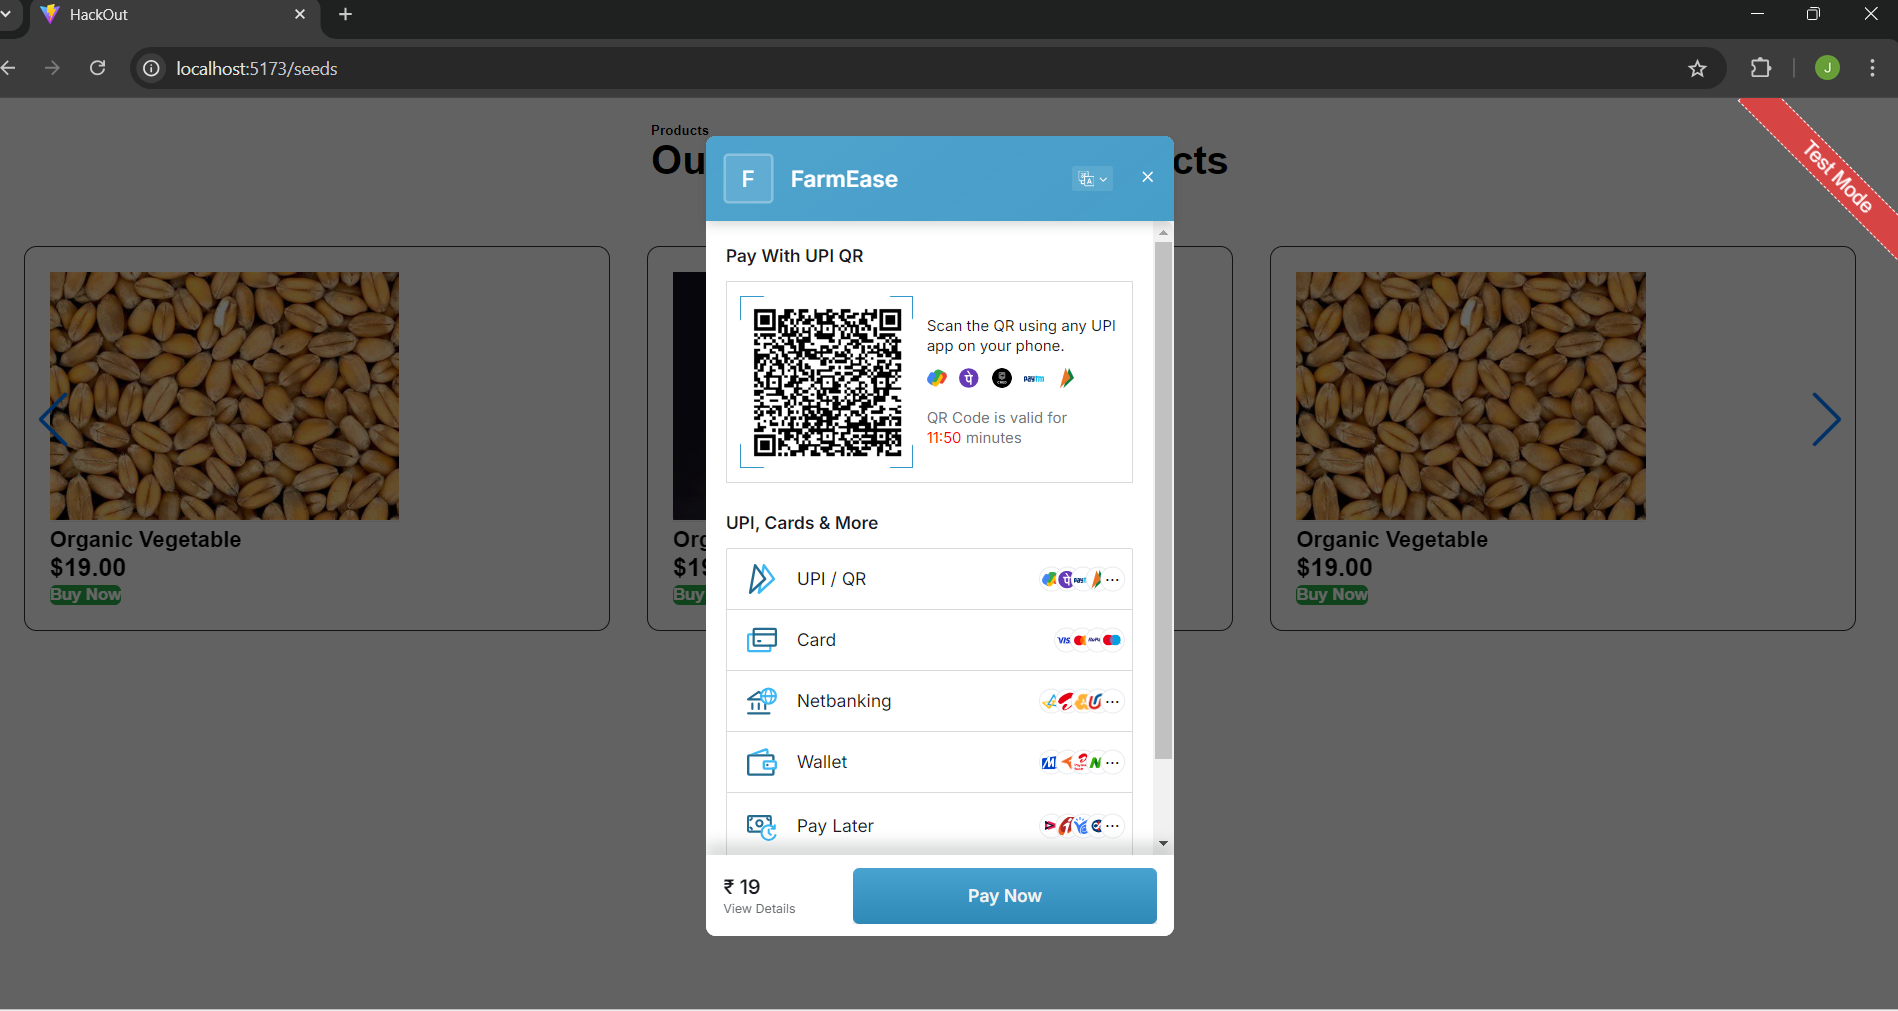 HackOut
localhost:5173/seeds
Test Mode
Products
Ou
cts
F
FarmEase
Pay With UPI QR
Scan the QR using any UPI
app on your phone.
QR Code is valid for
11:50 minutes
UPI, Cards & More
UPI / QR
Card
Netbanking
Wallet
Pay Later
₹ 19
View Details
Pay Now
Organic Vegetable
$19.00
Buy Now
Org
$19
Buy
Organic Vegetable
$19.00
Buy Now
J